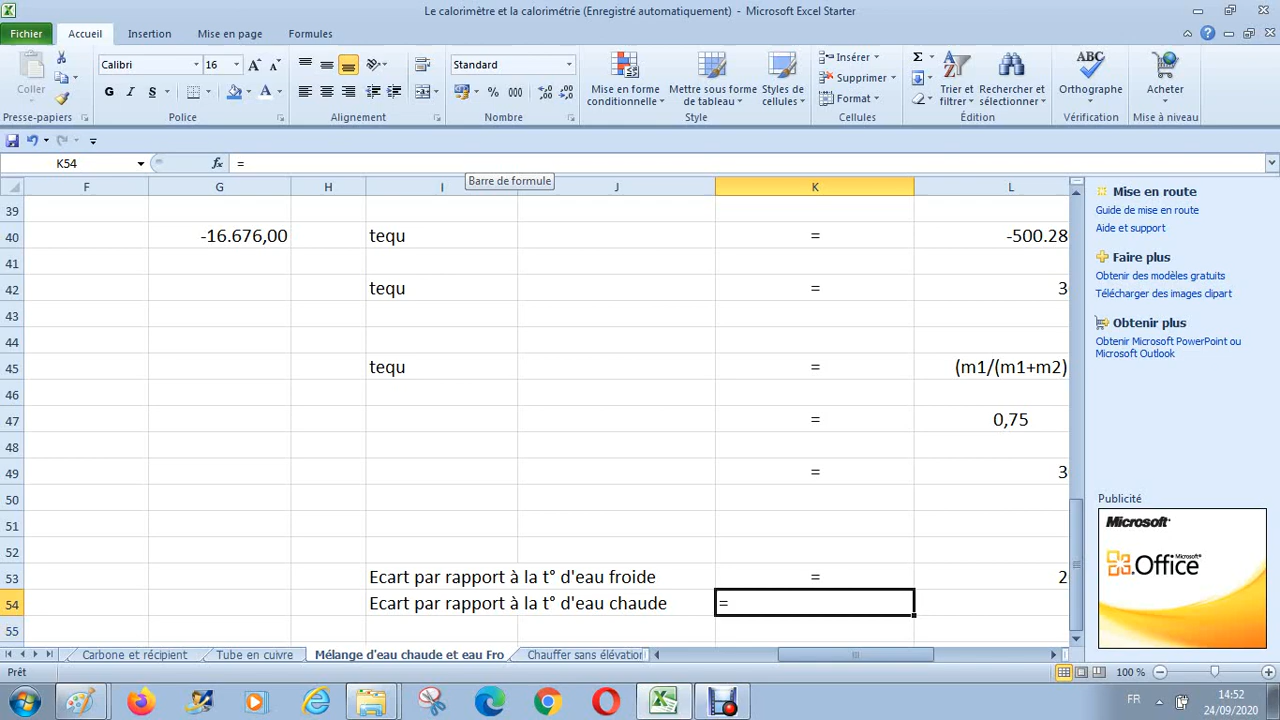 Le calorimètre et la calorimétrie (Enregistré automatiquement) - Microsoft Excel Starter
Fichier Accueil Insertion Mise en page Formules
Calibri 16 Standard
Coller
G I S
Mise en forme conditionnelle
Mettre sous forme de tableau
Styles de cellules
Insérer
Supprimer
Format
Trier et filtrer
Rechercher et sélectionner
Orthographe
Acheter
Presse-papiers Police Alignement Nombre Style Cellules Édition Vérification Mise à niveau
K54 fx =
Barre de formule
F G H I J K L
39
40 -16.676,00 tequ = -500.28
41
42 tequ = 3
43
44
45 tequ = (m1/(m1+m2)
46
47 = 0,75
48
49 = 3
50
51
52
53 Ecart par rapport à la t° d'eau froide = 2
54 Ecart par rapport à la t° d'eau chaude =
55
Mise en route
Guide de mise en route
Aide et support
Faire plus
Obtenir des modèles gratuits
Télécharger des images clipart
Obtenir plus
Obtenir Microsoft PowerPoint ou
Microsoft Outlook
Publicité
Microsoft
Microsoft
Office
Carbone et récipient Tube en cuivre Mélange d'eau chaude et eau Fro Chauffer sans élévation
Prêt 100 %
FR 14:52
24/09/2020